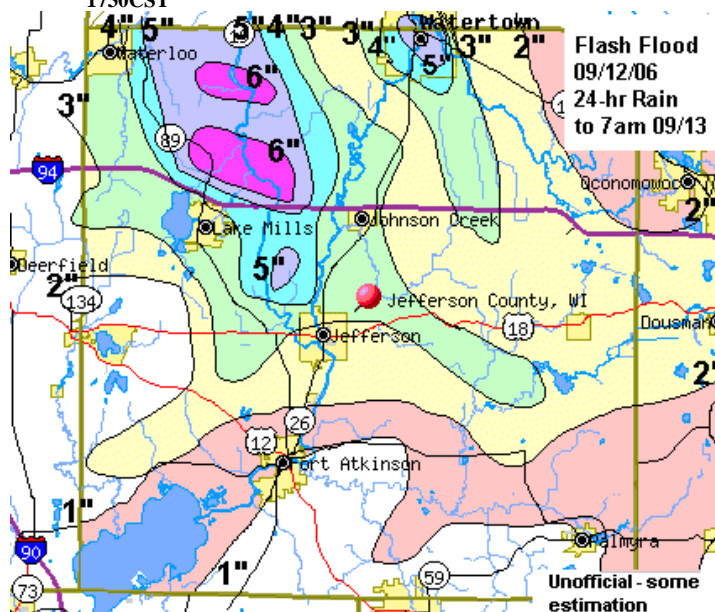 1730CST
4" 5" 5" 4" 3" 3" Watertown
4" 3" 2"
Waterloo
5"
Flash Flood
09/12/06
24-hr Rain
to 7am 09/13
6"
3"
89
6"
94
Oconomowoc
2"
Johnson Creek
Lake Mills
Deerfield
5"
2"
134
Jefferson County, WI
18
Dousman
Jefferson
2"
26
12
Fort Atkinson
1"
90
Palmyra
1"
59
73
Unofficial - some
estimation